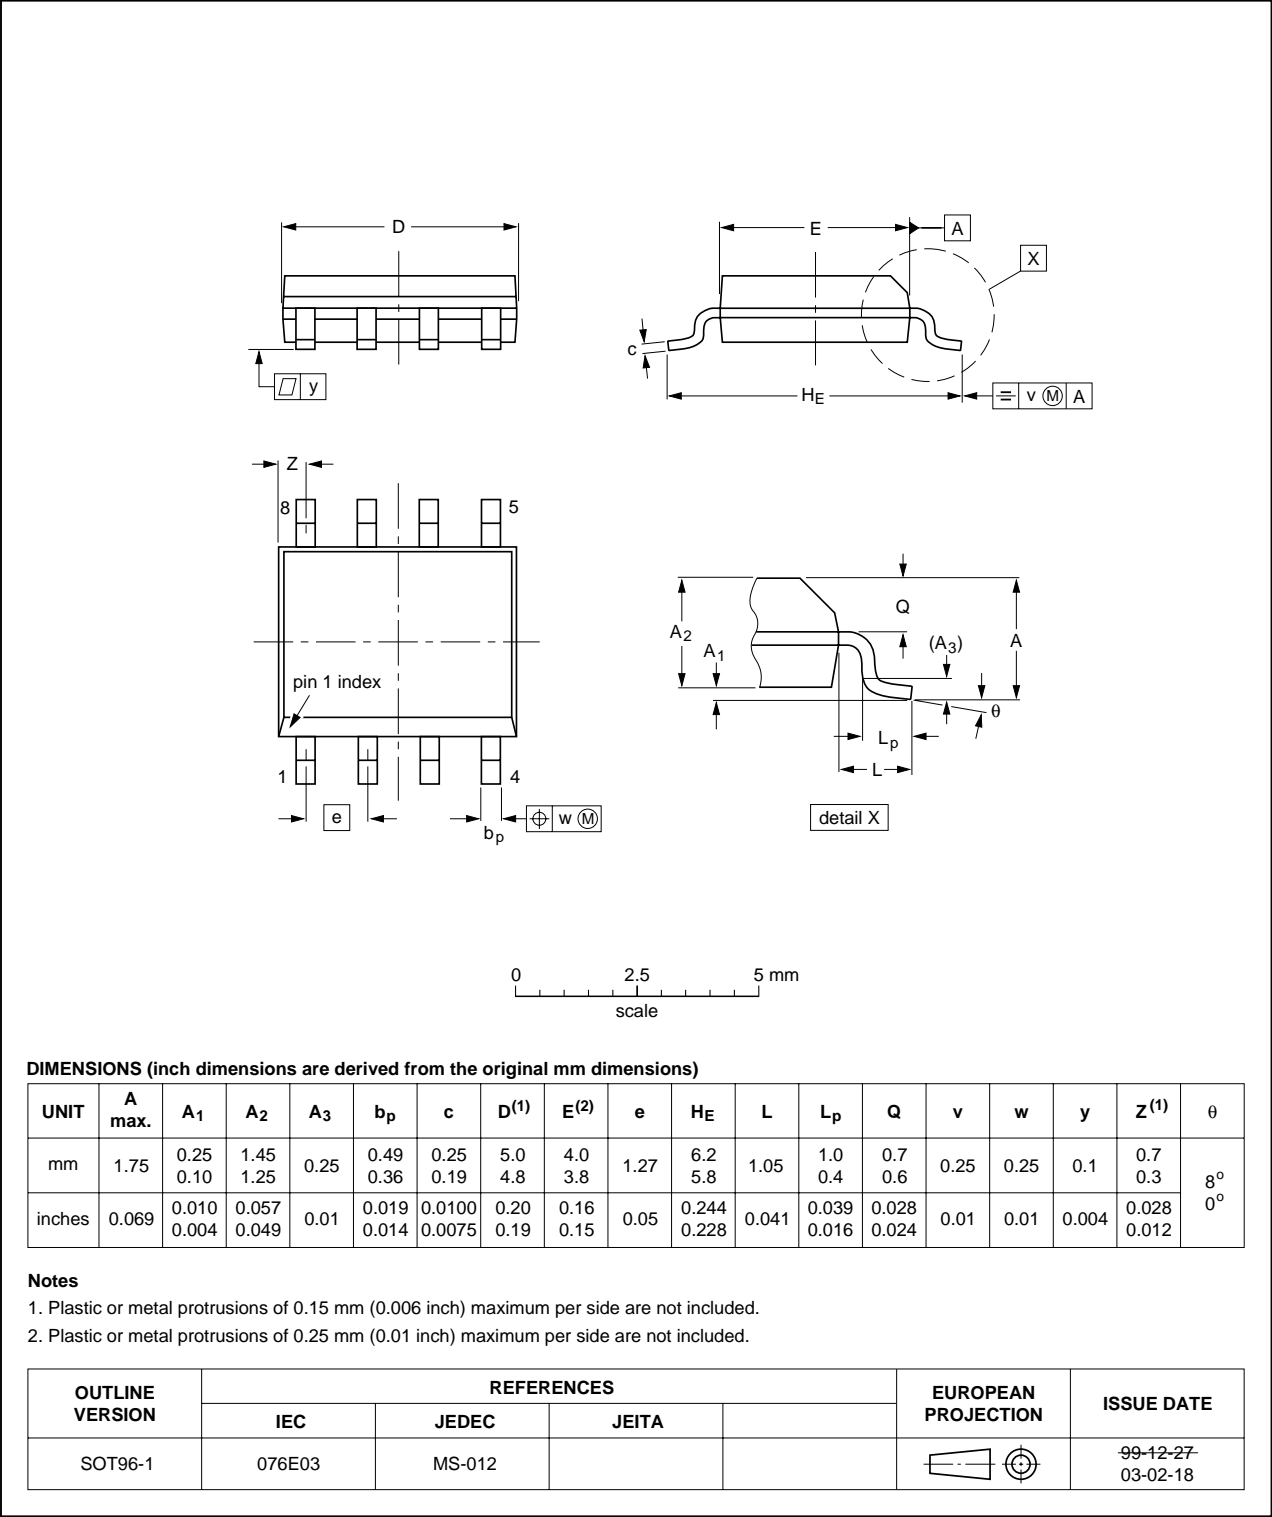 D
E
A
X
c
y
HE
v M A
Z
8
5
pin 1 index
1
4
e
bp
w M
A2
A1
Q
(A3)
A
θ
Lp
L
detail X
0 2.5 5 mm
scale
DIMENSIONS (inch dimensions are derived from the original mm dimensions)
UNIT A max. A1 A2 A3 bp c D(1) E(2) e HE L Lp Q v w y Z(1) θ
mm 1.75 0.25 0.10 1.45 1.25 0.25 0.49 0.36 0.25 0.19 5.0 4.8 4.0 3.8 1.27 6.2 5.8 1.05 1.0 0.4 0.7 0.6 0.25 0.25 0.1 0.7 0.3 8o 0o
inches 0.069 0.010 0.004 0.057 0.049 0.01 0.019 0.014 0.0100 0.0075 0.20 0.19 0.16 0.15 0.05 0.244 0.228 0.041 0.039 0.016 0.028 0.024 0.01 0.01 0.004 0.028 0.012
Notes
1. Plastic or metal protrusions of 0.15 mm (0.006 inch) maximum per side are not included.
2. Plastic or metal protrusions of 0.25 mm (0.01 inch) maximum per side are not included.
OUTLINE VERSION REFERENCES EUROPEAN PROJECTION ISSUE DATE
IEC JEDEC JEITA
SOT96-1 076E03 MS-012 99-12-27
03-02-18